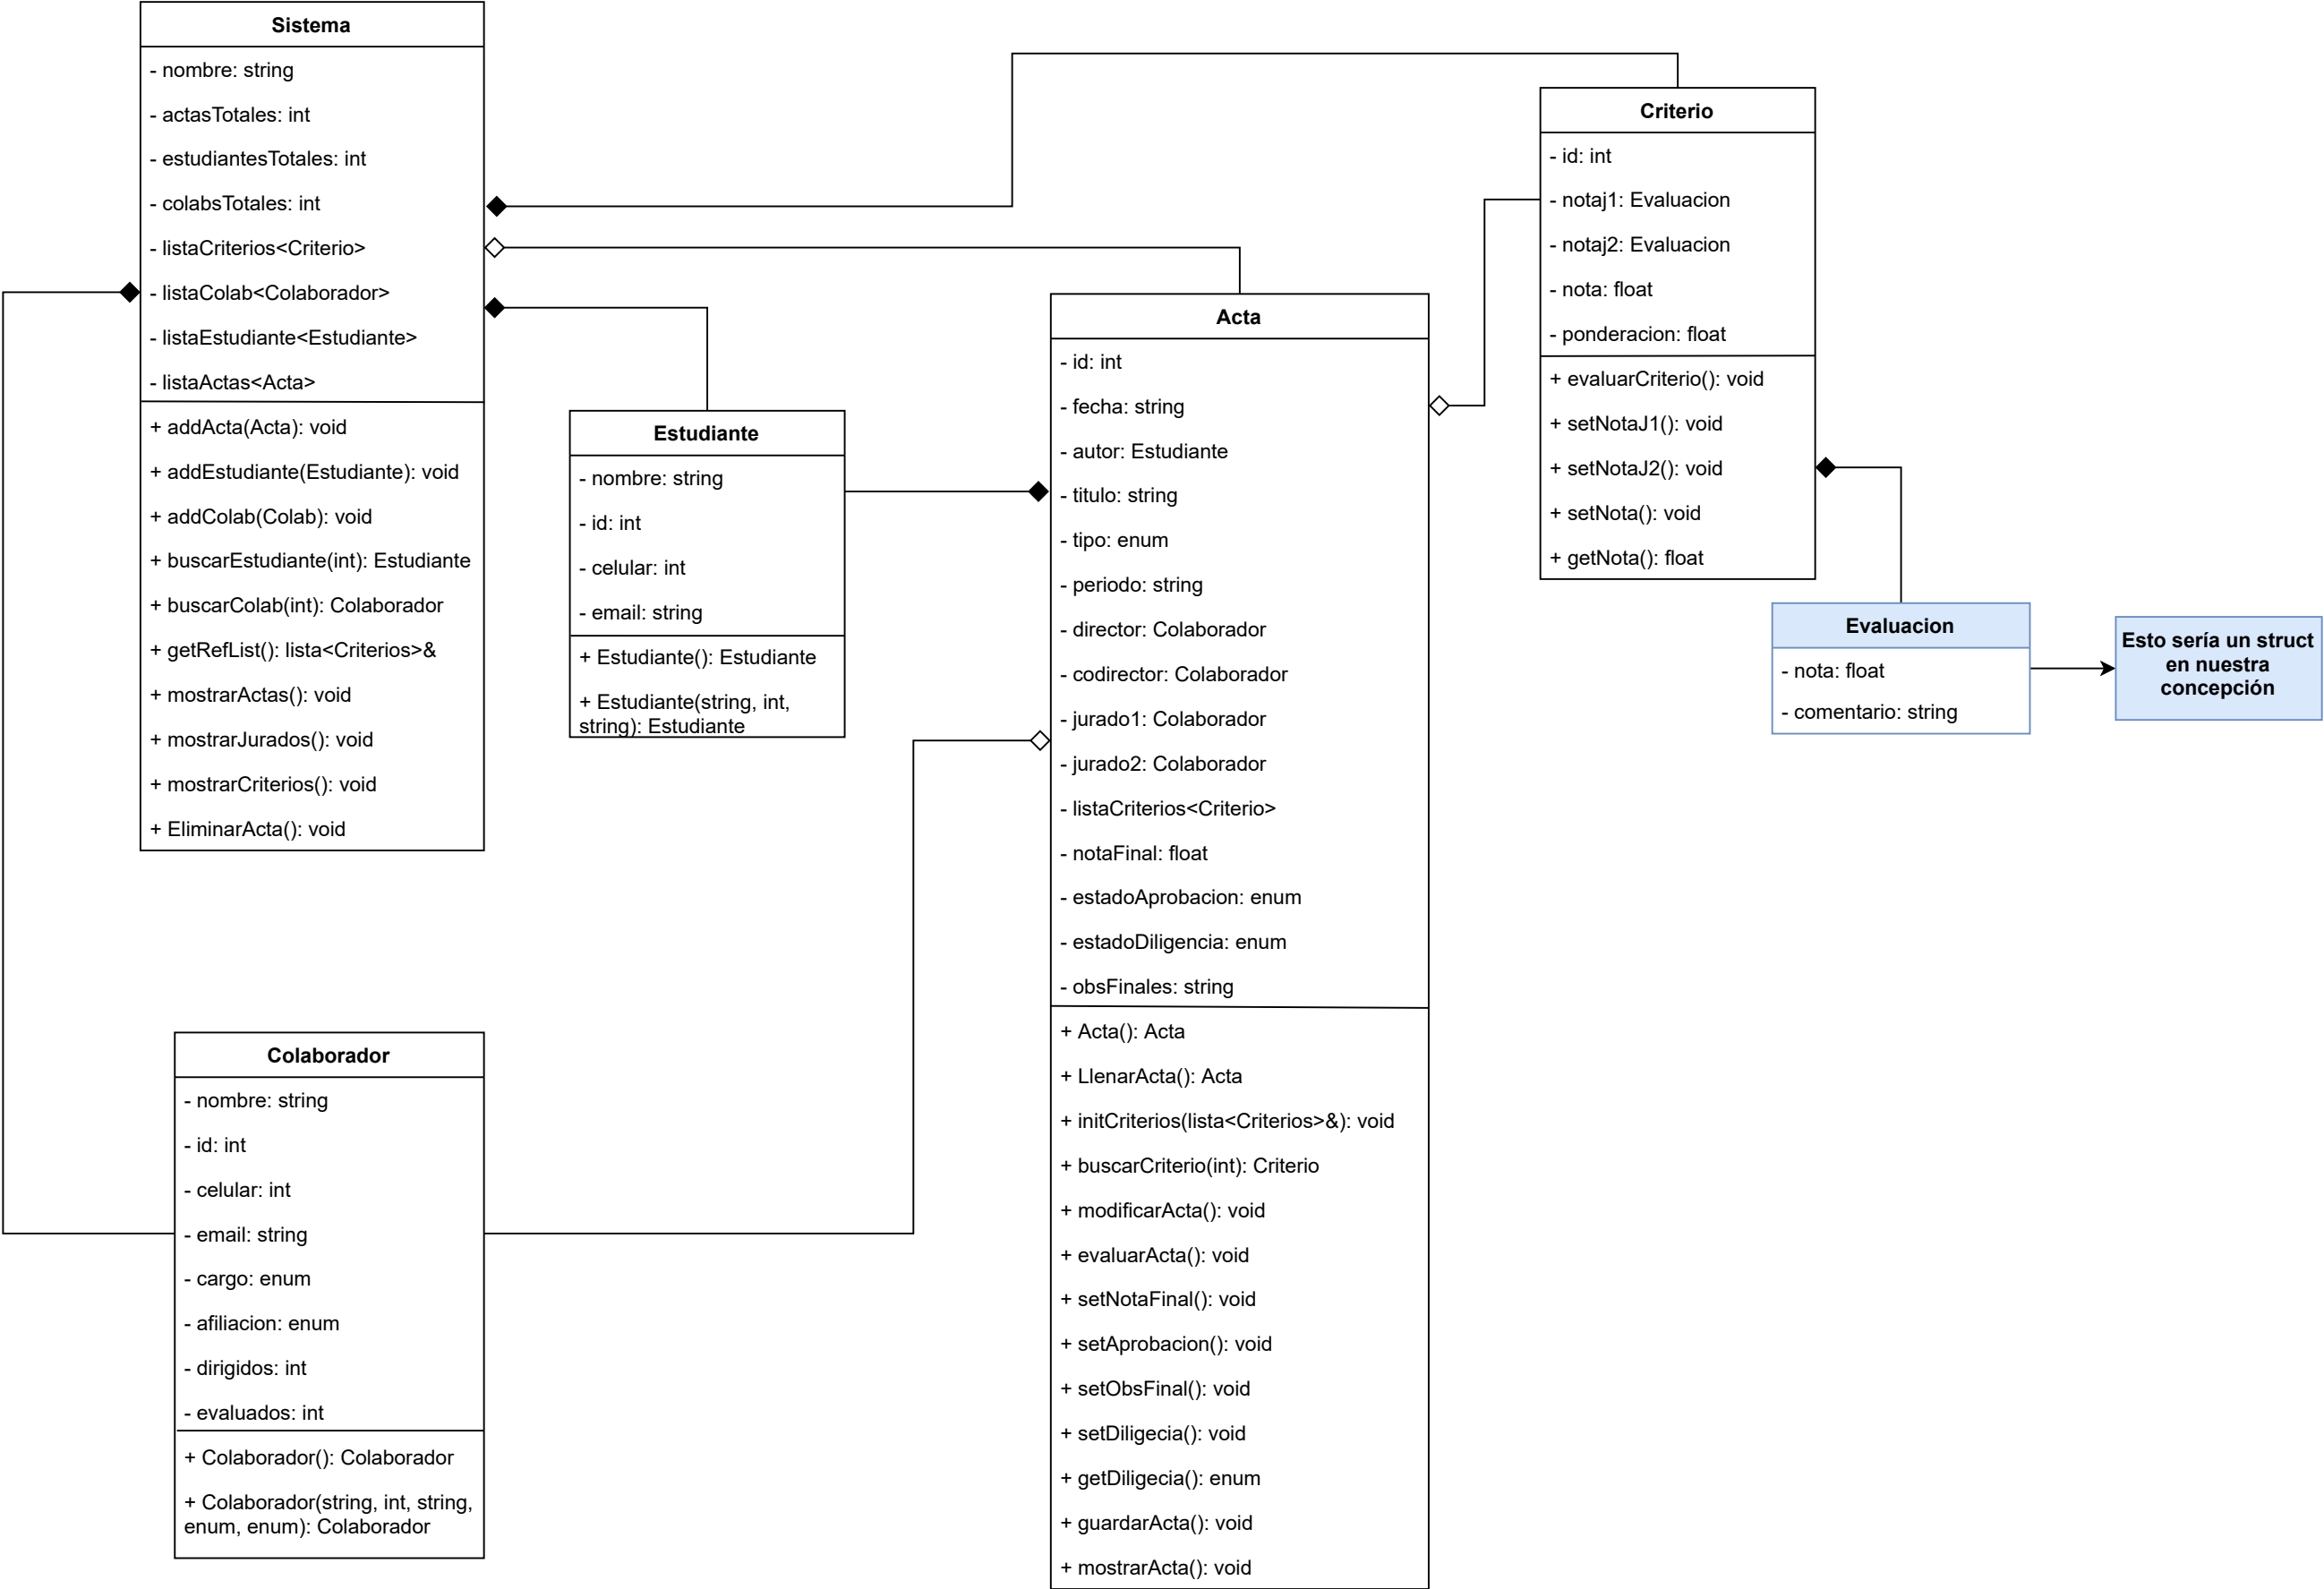 Sistema
- nombre: string
- actasTotales: int
- estudiantesTotales: int
- colabsTotales: int
- listaCriterios<Criterio>
- listaColab<Colaborador>
- listaEstudiante<Estudiante>
- listaActas<Acta>
+ addActa(Acta): void
+ addEstudiante(Estudiante): void
+ addColab(Colab): void
+ buscarEstudiante(int): Estudiante
+ buscarColab(int): Colaborador
+ getRefList(): lista<Criterios>&
+ mostrarActas(): void
+ mostrarJurados(): void
+ mostrarCriterios(): void
+ EliminarActa(): void
Estudiante
- nombre: string
- id: int
- celular: int
- email: string
+ Estudiante(): Estudiante
+ Estudiante(string, int,
string): Estudiante
Acta
- id: int
- fecha: string
- autor: Estudiante
- titulo: string
- tipo: enum
- periodo: string
- director: Colaborador
- codirector: Colaborador
- jurado1: Colaborador
- jurado2: Colaborador
- listaCriterios<Criterio>
- notaFinal: float
- estadoAprobacion: enum
- estadoDiligencia: enum
- obsFinales: string
+ Acta(): Acta
+ LlenarActa(): Acta
+ initCriterios(lista<Criterios>&): void
+ buscarCriterio(int): Criterio
+ modificarActa(): void
+ evaluarActa(): void
+ setNotaFinal(): void
+ setAprobacion(): void
+ setObsFinal(): void
+ setDiligecia(): void
+ getDiligecia(): enum
+ guardarActa(): void
+ mostrarActa(): void
Criterio
- id: int
- notaj1: Evaluacion
- notaj2: Evaluacion
- nota: float
- ponderacion: float
+ evaluarCriterio(): void
+ setNotaJ1(): void
+ setNotaJ2(): void
+ setNota(): void
+ getNota(): float
Evaluacion
- nota: float
- comentario: string
Esto sería un struct
en nuestra
concepción
Colaborador
- nombre: string
- id: int
- celular: int
- email: string
- cargo: enum
- afiliacion: enum
- dirigidos: int
- evaluados: int
+ Colaborador(): Colaborador
+ Colaborador(string, int, string,
enum, enum): Colaborador